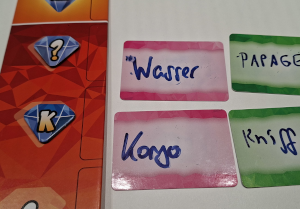 ?
"Wasser
PAPAGE
K
Kongo
Kniff